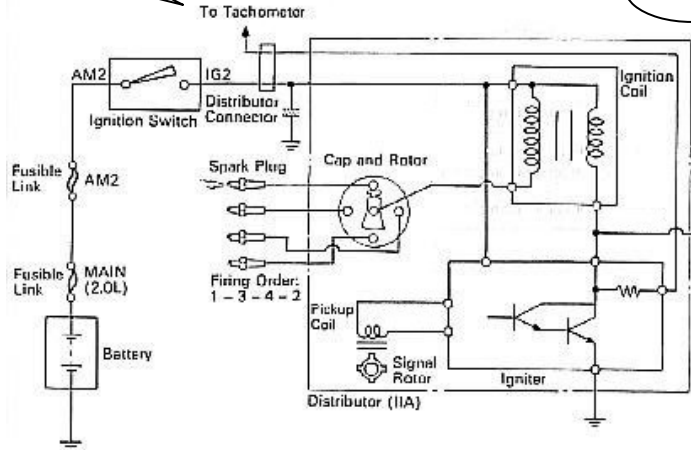 To Tachometer
AM2
IG2
Ignition Switch
Distributor
Connector
Ignition
Coil
Spark Plug
Cap and Rotor
Fusible
Link
AM2
Fusible
Link
MAIN
(2.0L)
Firing Order:
1 - 3 - 4 - 2
Pickup
Coil
Battery
Signal
Rotor
Igniter
Distributor (IIA)